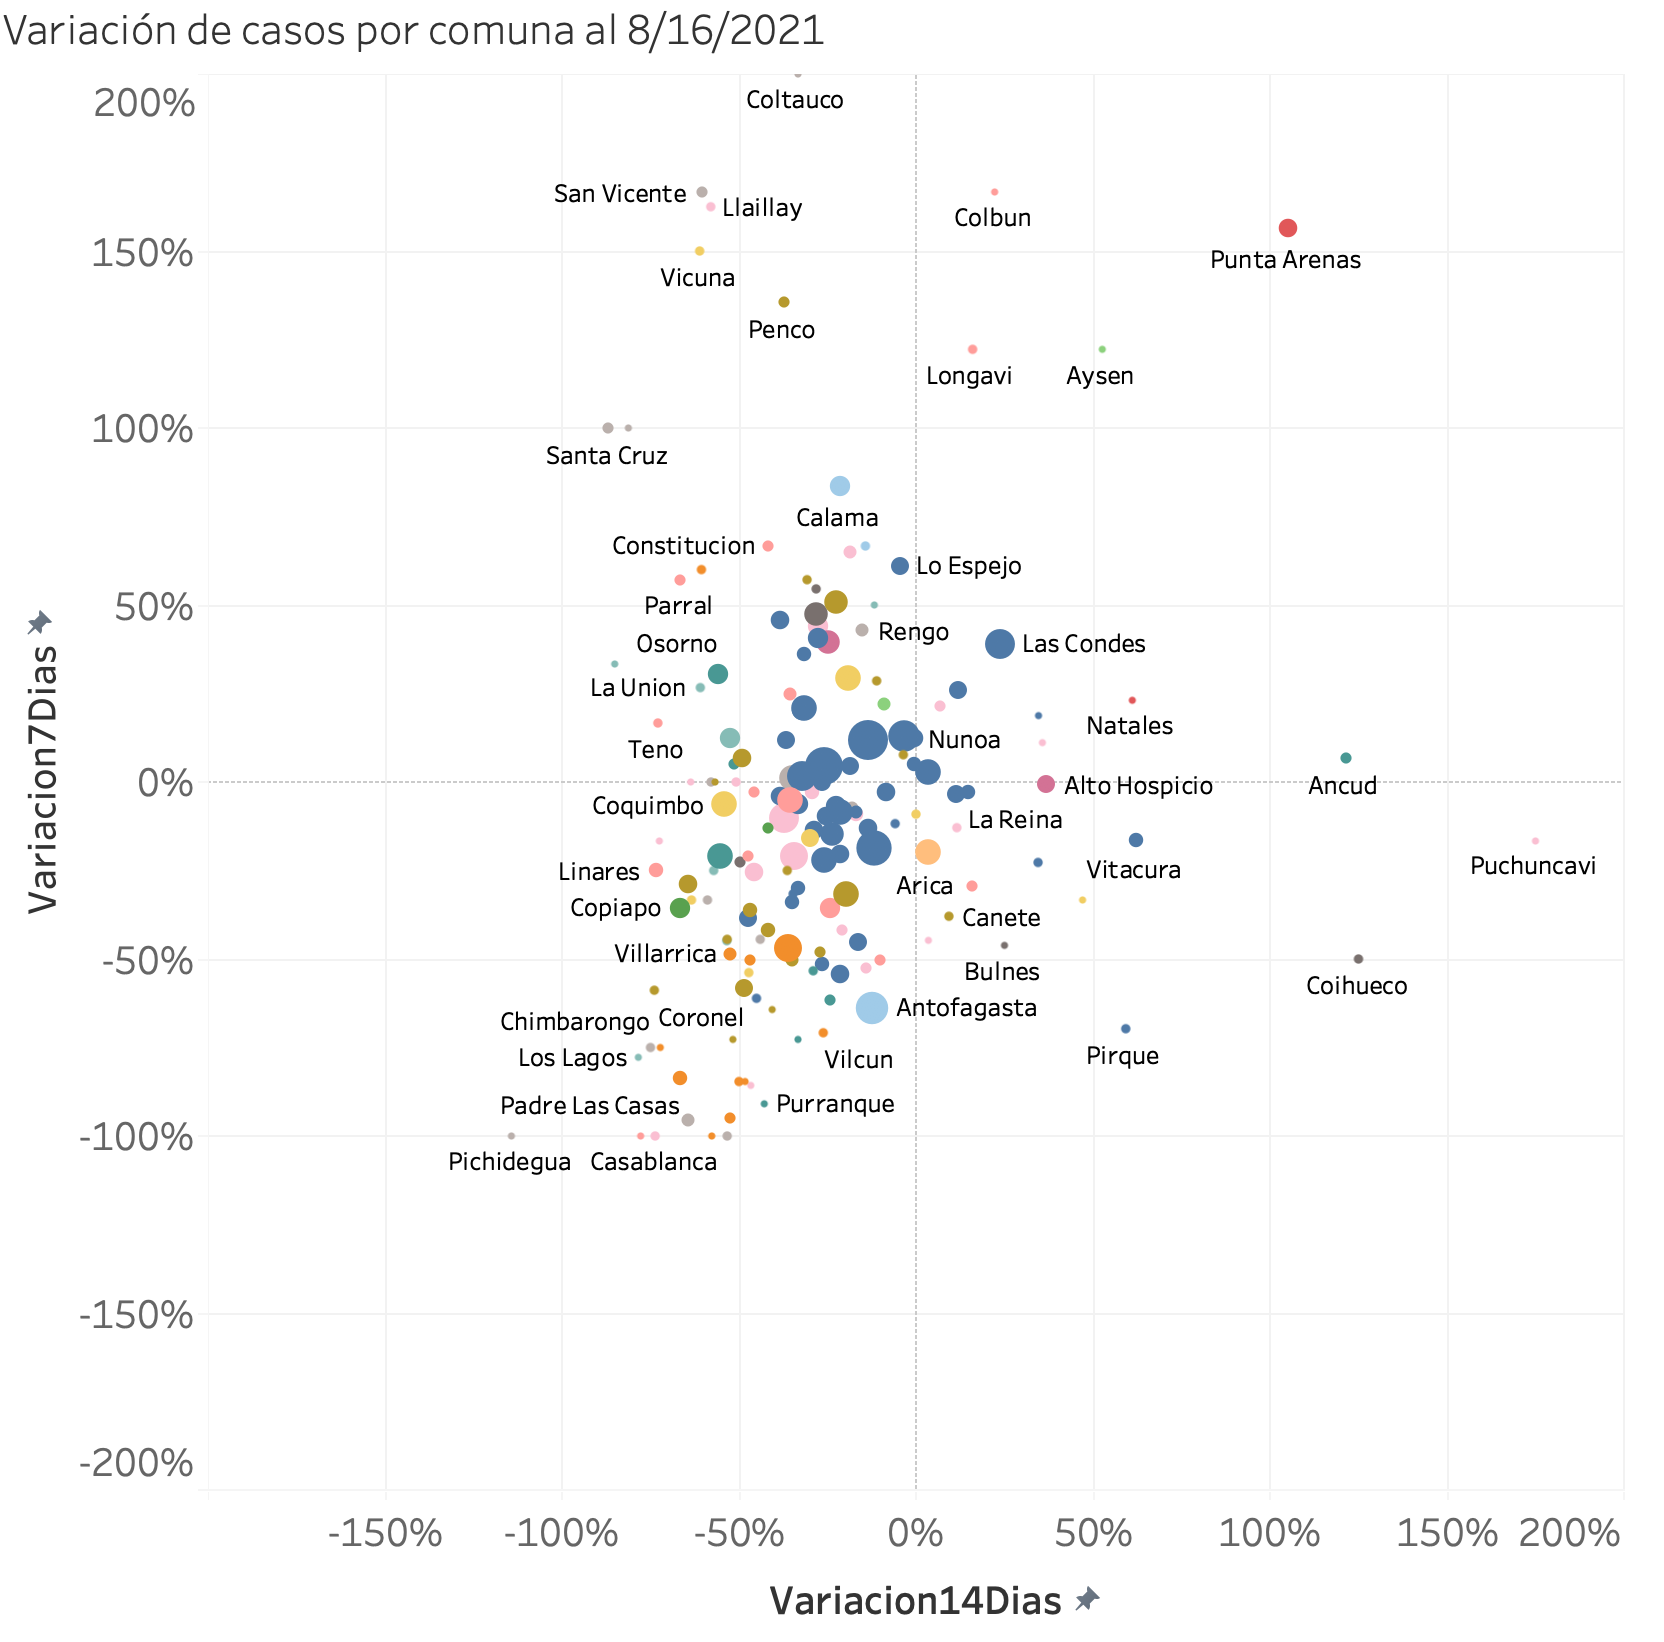 Variación de casos por comuna al 8/16/2021
200%
Coltauco
San Vicente
Llaillay
Colbun
Punta Arenas
150%
Vicuna
Penco
Longavi
Aysen
100%
Santa Cruz
Calama
Constitucion
Lo Espejo
50%
Parral
Rengo
Osorno
Las Condes
La Union
Natales
Teno
Nunoa
0%
Alto Hospicio
Ancud
Coquimbo
La Reina
Linares
Vitacura
Puchuncavi
Arica
Copiapo
Canete
Villarrica
-50%
Bulnes
Coihueco
Antofagasta
Chimbarongo
Coronel
Los Lagos
Vilcun
Pirque
Padre Las Casas
Purranque
-100%
Pichidegua
Casablanca
-150%
-200%
Variacion7Dias
-150%
-100%
-50%
0%
50%
100%
150%
200%
Variacion14Dias